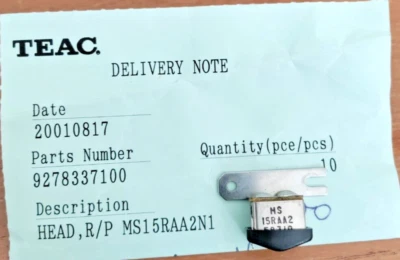 TEAC.
DELIVERY NOTE
Date
20010817
Parts Number
Quantity(pce/pcs)
9278337100
10
Description
HEAD,R/P MS15RAA2N1
MS
15RAA2